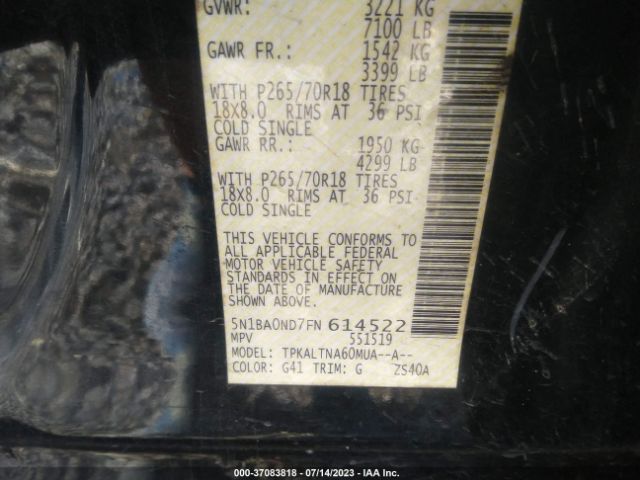 GVWR: 3221 KG
7100 LB
GAWR FR.: 1542 KG
3399 LB
WITH P265/70R18 TIRES
18X8.0 RIMS AT 36 PSI
COLD SINGLE
GAWR RR.: 1950 KG
4299 LB
WITH P265/70R18 TIRES
18X8.0 RIMS AT 36 PSI
COLD SINGLE
THIS VEHICLE CONFORMS TO
ALL APPLICABLE FEDERAL
MOTOR VEHICLE SAFETY
STANDARDS IN EFFECT ON
THE DATE OF MANUFACTURE
SHOWN ABOVE.
5N1BA0ND7FN 614522
MPV 551519
MODEL: TPKALTNA60MUA--A--
COLOR: G41 TRIM: G ZS40A
000-37083818 - 07/14/2023 - IAA Inc.